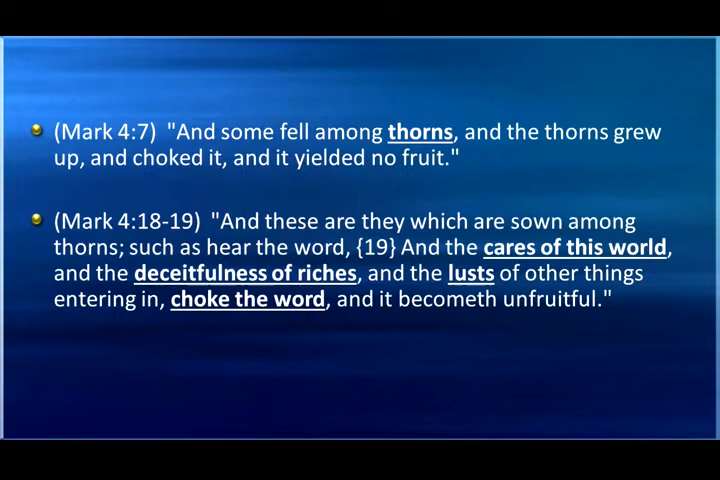 (Mark 4:7) "And some fell among thorns, and the thorns grew
up, and choked it, and it yielded no fruit."
(Mark 4:18-19) "And these are they which are sown among
thorns; such as hear the word, {19} And the cares of this world,
and the deceitfulness of riches, and the lusts of other things
entering in, choke the word, and it becometh unfruitful."